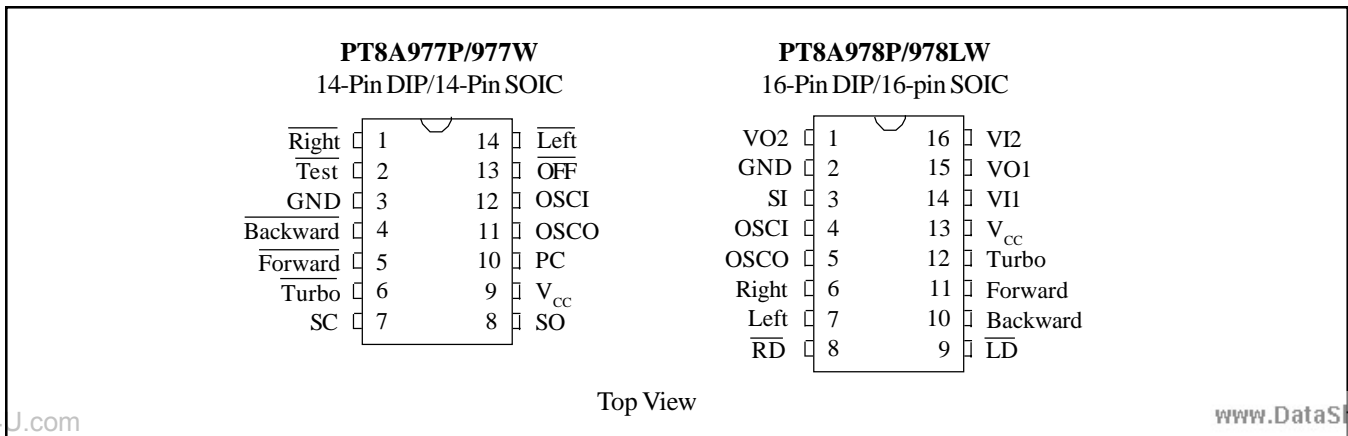 PT8A977P/977W
14-Pin DIP/14-Pin SOIC
Right 1 14 Left
Test 2 13 OFF
GND 3 12 OSCI
Backward 4 11 OSCO
Forward 5 10 PC
Turbo 6 9 VCC
SC 7 8 SO
PT8A978P/978LW
16-Pin DIP/16-pin SOIC
VO2 1 16 VI2
GND 2 15 VO1
SI 3 14 VI1
OSCI 4 13 VCC
OSCO 5 12 Turbo
Right 6 11 Forward
Left 7 10 Backward
RD 8 9 LD
Top View
U.com
www.DataSh